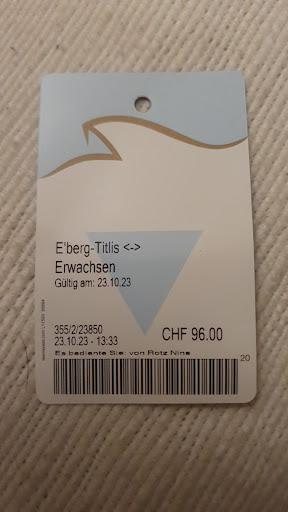 E'berg-Titlis <->
Erwachsen
Gültig am: 23.10.23
355/2/23850
23.10.23 - 13:33
CHF 96.00
Es bediente Sie: von Rotz Nina
20